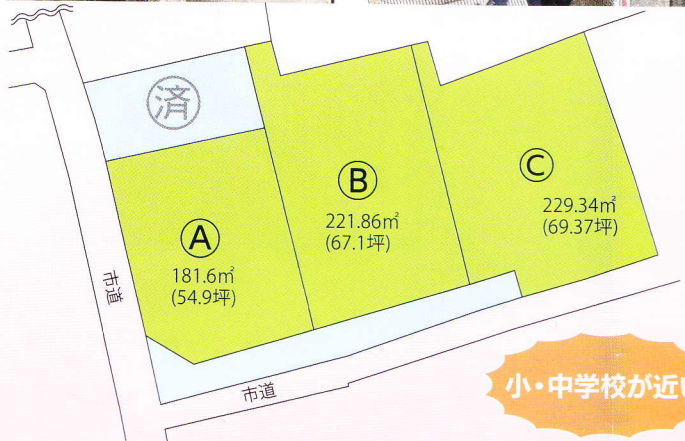 済
A
181.6㎡
(54.9坪)
B
221.86㎡
(67.1坪)
C
229.34㎡
(69.37坪)
市道
市道
小・中学校が近い